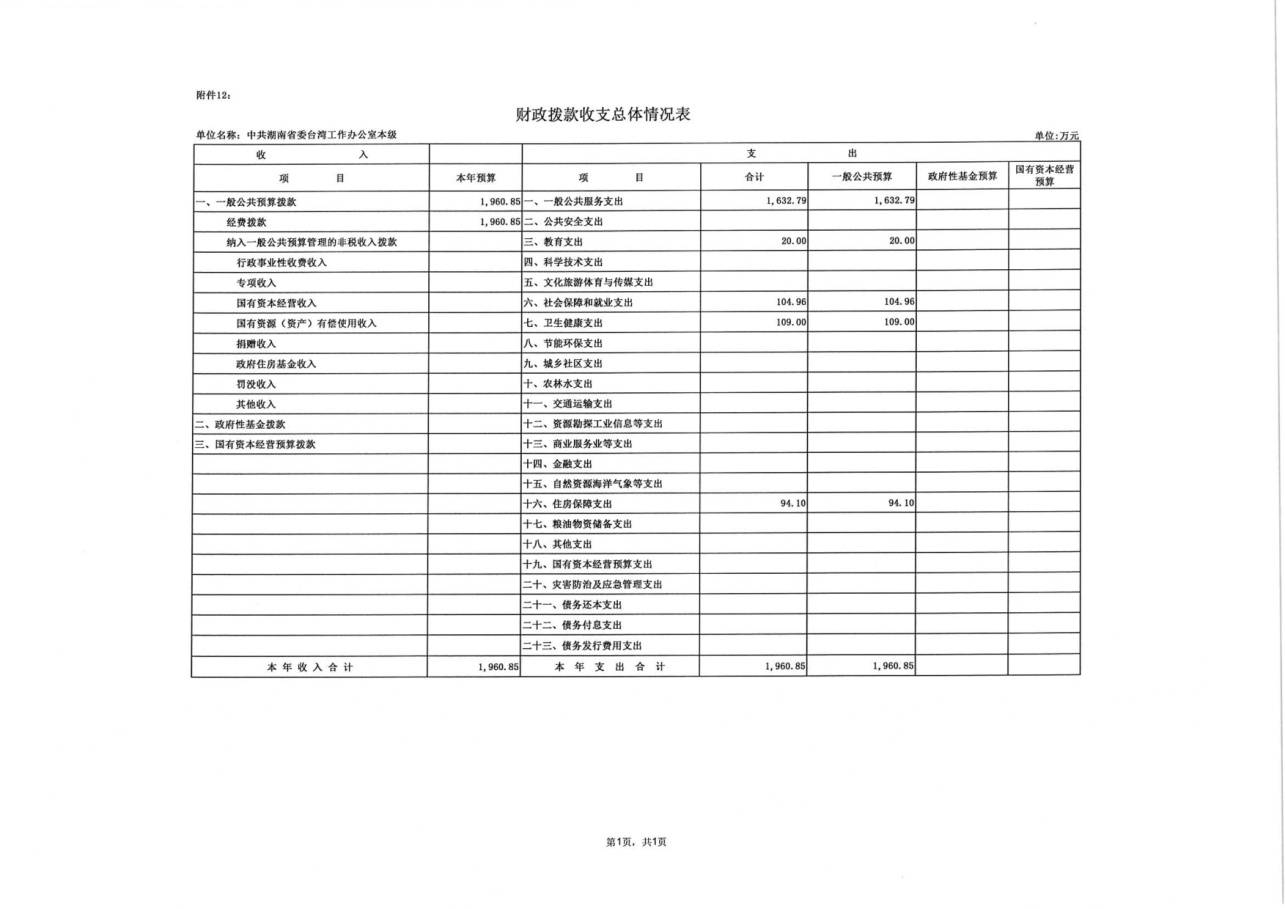 附件12：
财政拨款收支总体情况表
单位名称：中共湖南省委台湾工作办公室本级 单位:万元
收 入 支 出
项 目 本年预算 项 目 合计 一般公共预算 政府性基金预算 国有资本经营预算
一、一般公共预算拨款 1,960.85 一、一般公共服务支出 1,632.79 1,632.79
经费拨款 1,960.85 二、公共安全支出
纳入一般公共预算管理的非税收入拨款 三、教育支出 20.00 20.00
行政事业性收费收入 四、科学技术支出
专项收入 五、文化旅游体育与传媒支出
国有资本经营收入 六、社会保障和就业支出 104.96 104.96
国有资源（资产）有偿使用收入 七、卫生健康支出 109.00 109.00
捐赠收入 八、节能环保支出
政府住房基金收入 九、城乡社区支出
罚没收入 十、农林水支出
其他收入 十一、交通运输支出
二、政府性基金拨款 十二、资源勘探工业信息等支出
三、国有资本经营预算拨款 十三、商业服务业等支出
十四、金融支出
十五、自然资源海洋气象等支出
十六、住房保障支出 94.10 94.10
十七、粮油物资储备支出
十八、其他支出
十九、国有资本经营预算支出
二十、灾害防治及应急管理支出
二十一、债务还本支出
二十二、债务付息支出
二十三、债务发行费用支出
本 年 收 入 合 计 1,960.85 本 年 支 出 合 计 1,960.85 1,960.85
第1页，共1页